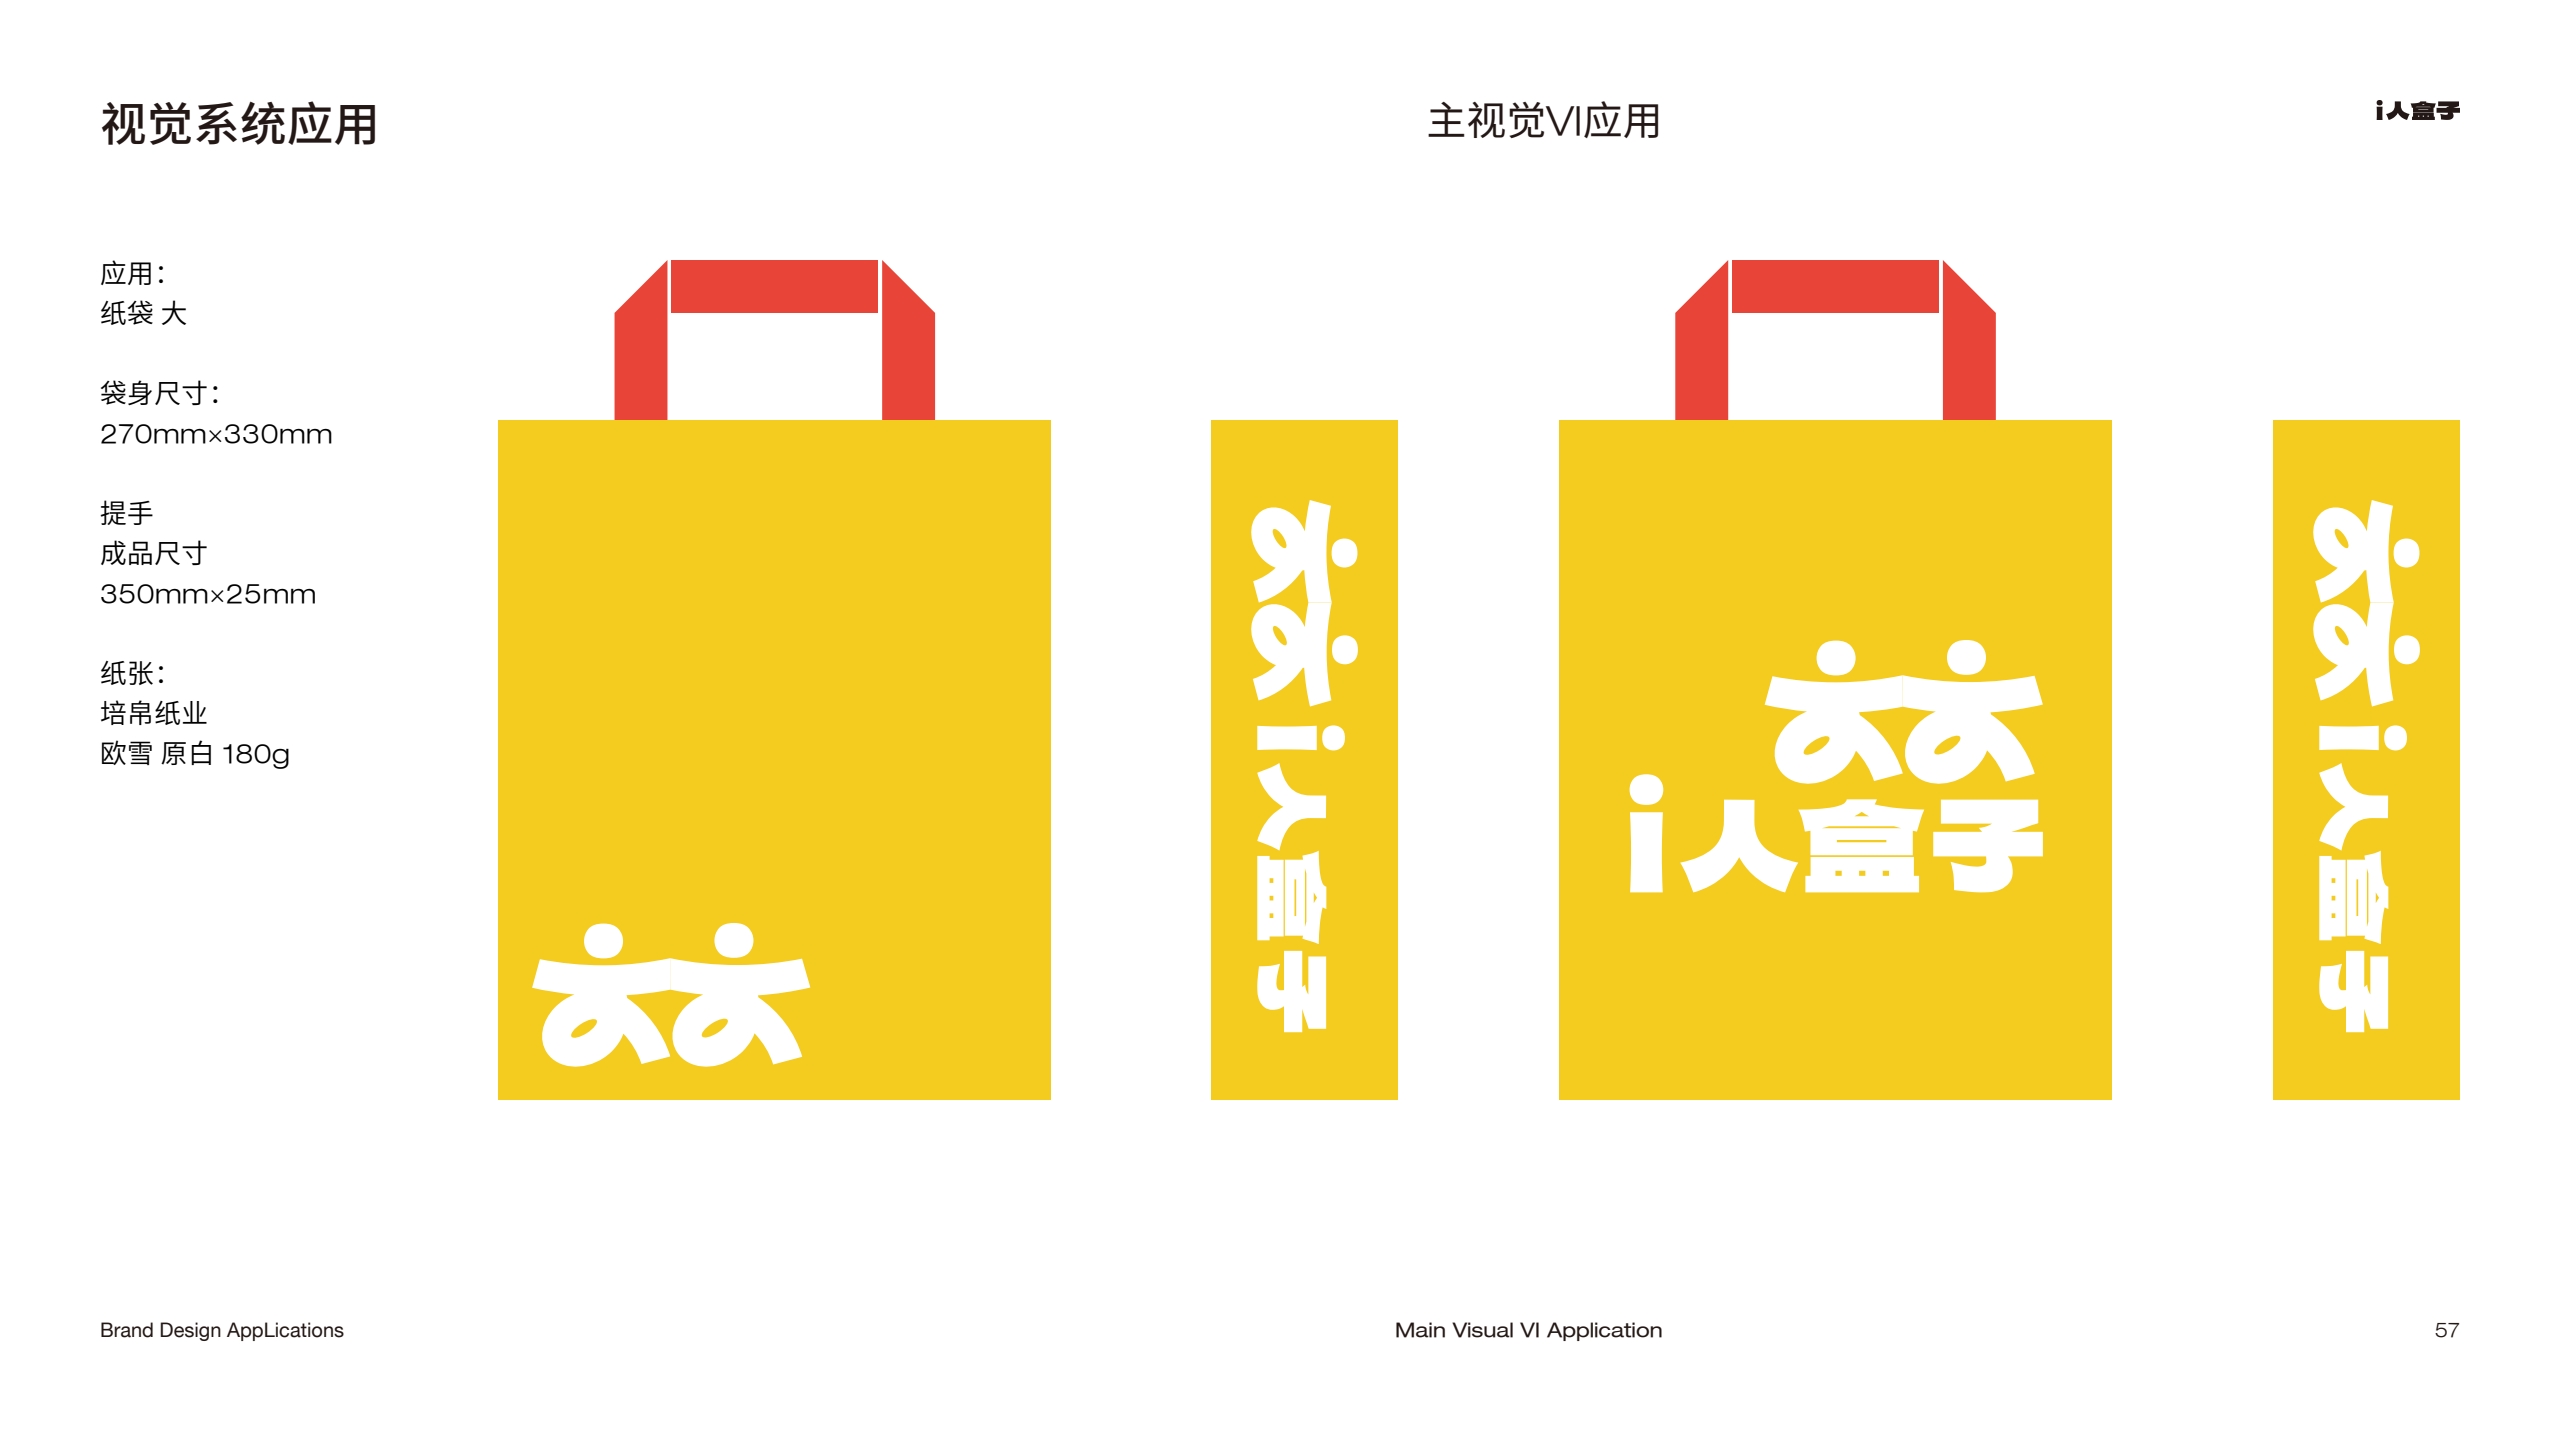 视觉系统应用
主视觉VI应用
i人盒子
应用：
纸袋 大
袋身尺寸：
270mm×330mm
提手
成品尺寸
350mm×25mm
纸张：
培帛纸业
欧雪 原白 180g
i人盒子
i人盒子
i人盒子
Brand Design AppLications
Main Visual VI Application
57